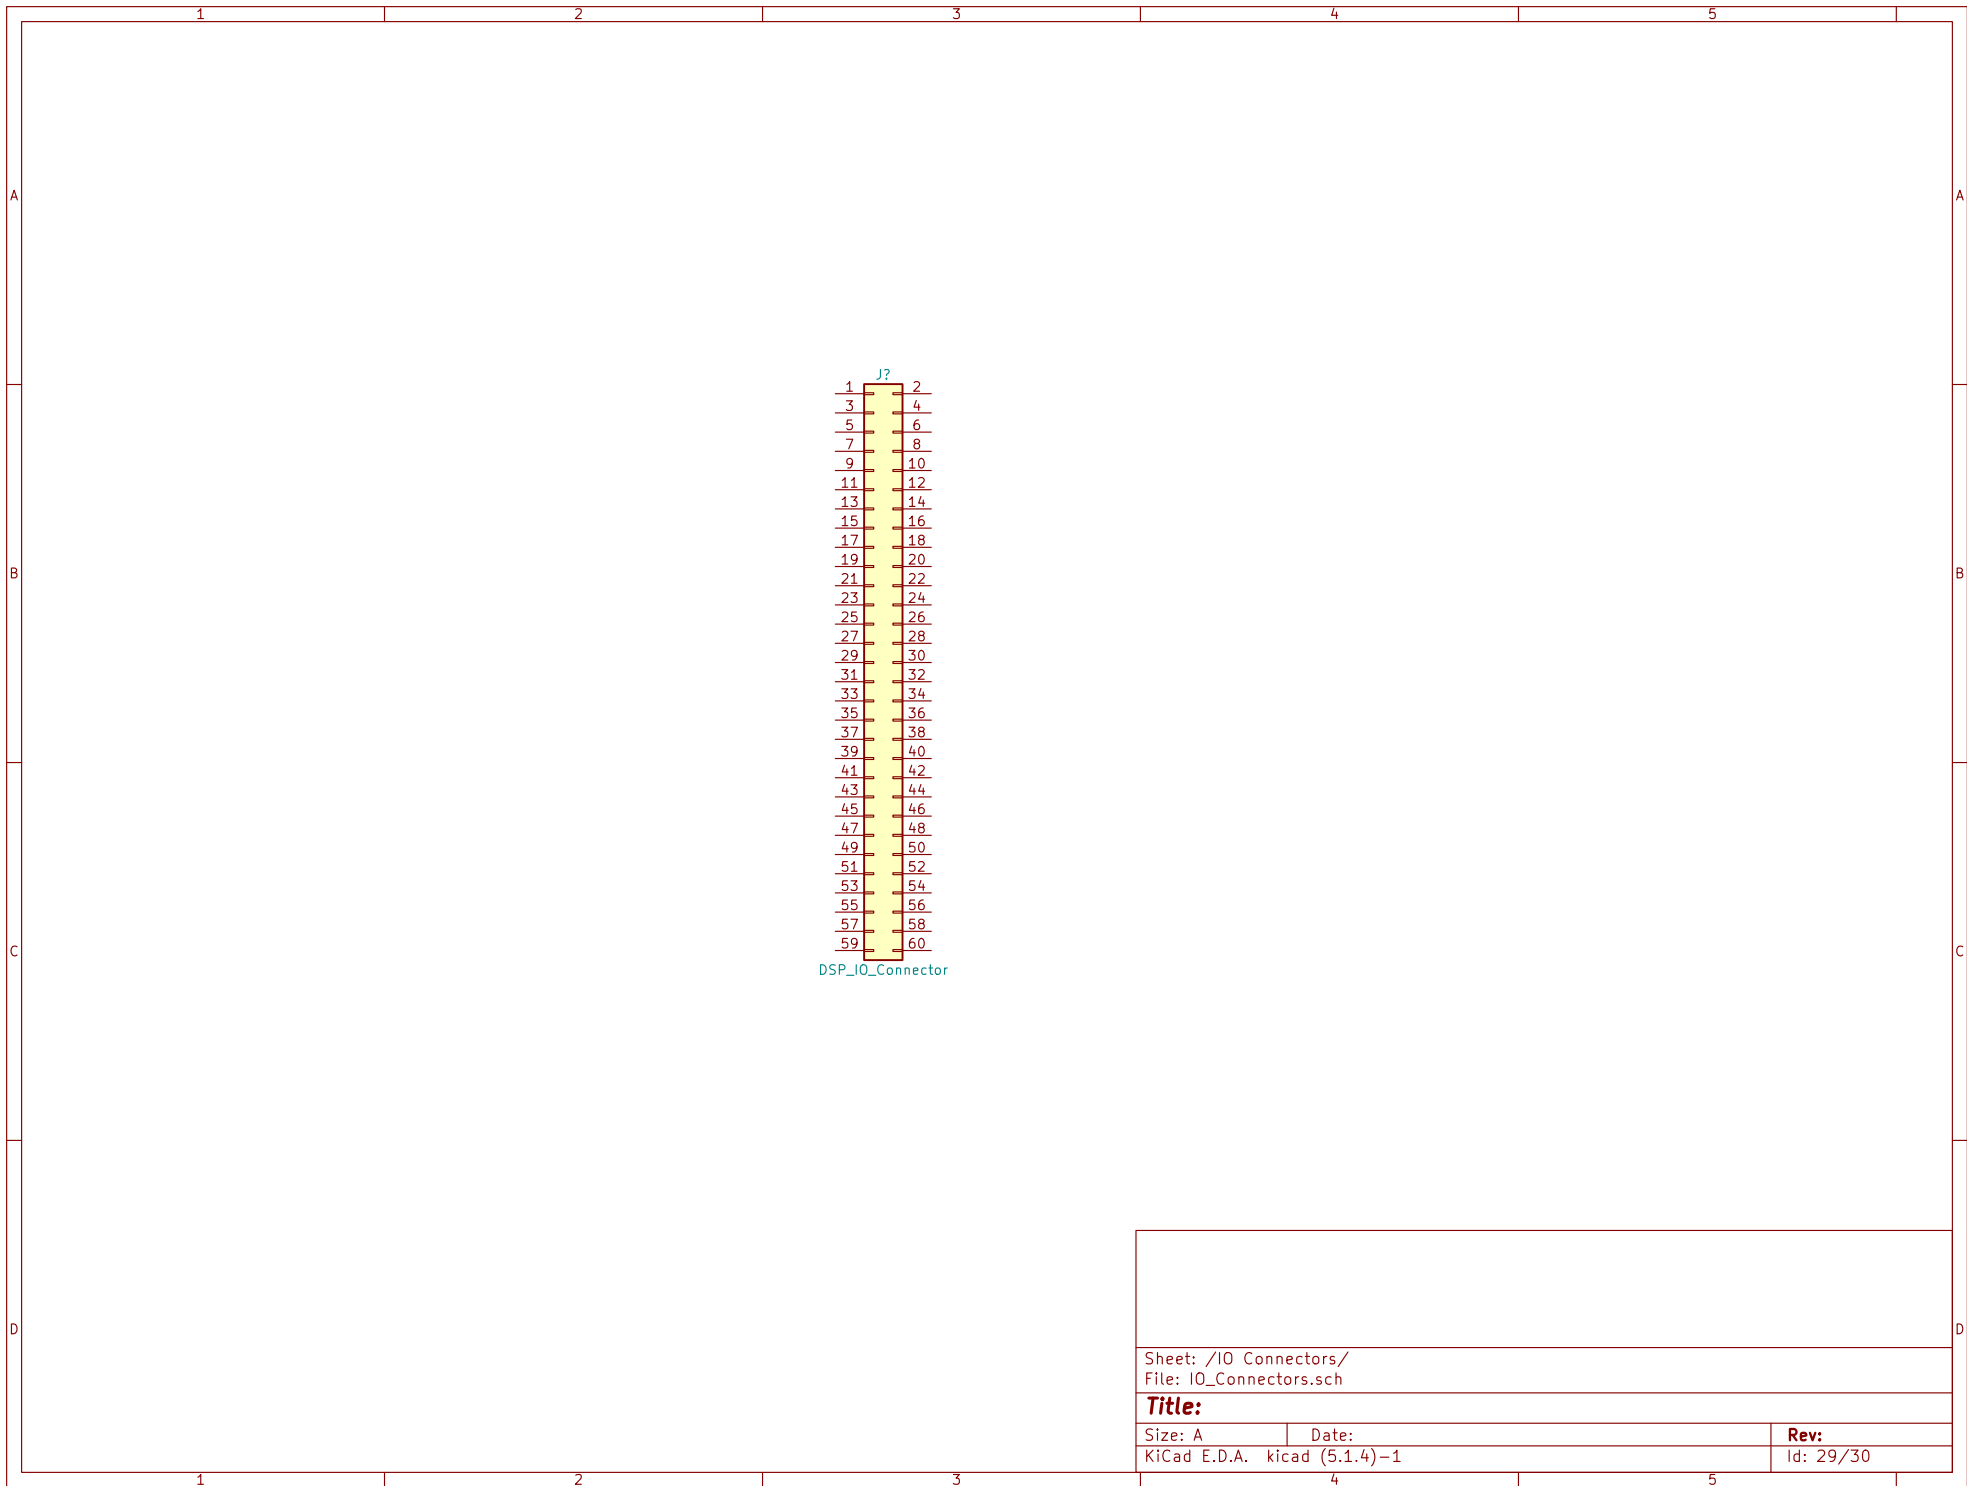 1 2 3 4 5
A A
J?
1 2
3 4
5 6
7 8
9 10
11 12
13 14
15 16
17 18
19 20
B B
21 22
23 24
25 26
27 28
29 30
31 32
33 34
35 36
37 38
39 40
41 42
43 44
45 46
47 48
49 50
51 52
53 54
55 56
57 58
59 60
C C
DSP_IO_Connector
D D
Sheet: /IO Connectors/
File: IO_Connectors.sch
Title:
Size: A Date: Rev:
KiCad E.D.A. kicad (5.1.4)-1 Id: 29/30
1 2 3 4 5